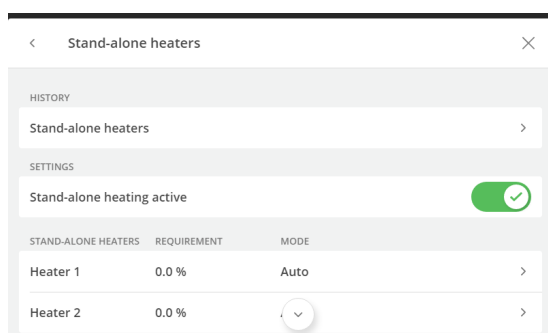 Stand-alone heaters
HISTORY
Stand-alone heaters
SETTINGS
Stand-alone heating active
STAND-ALONE HEATERS REQUIREMENT MODE
Heater 1 0.0 % Auto
Heater 2 0.0 %